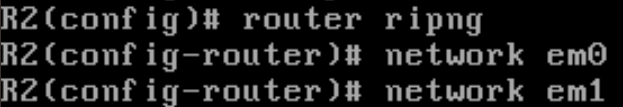 R2(config)# router ripng
R2(config-router)# network em0
R2(config-router)# network em1